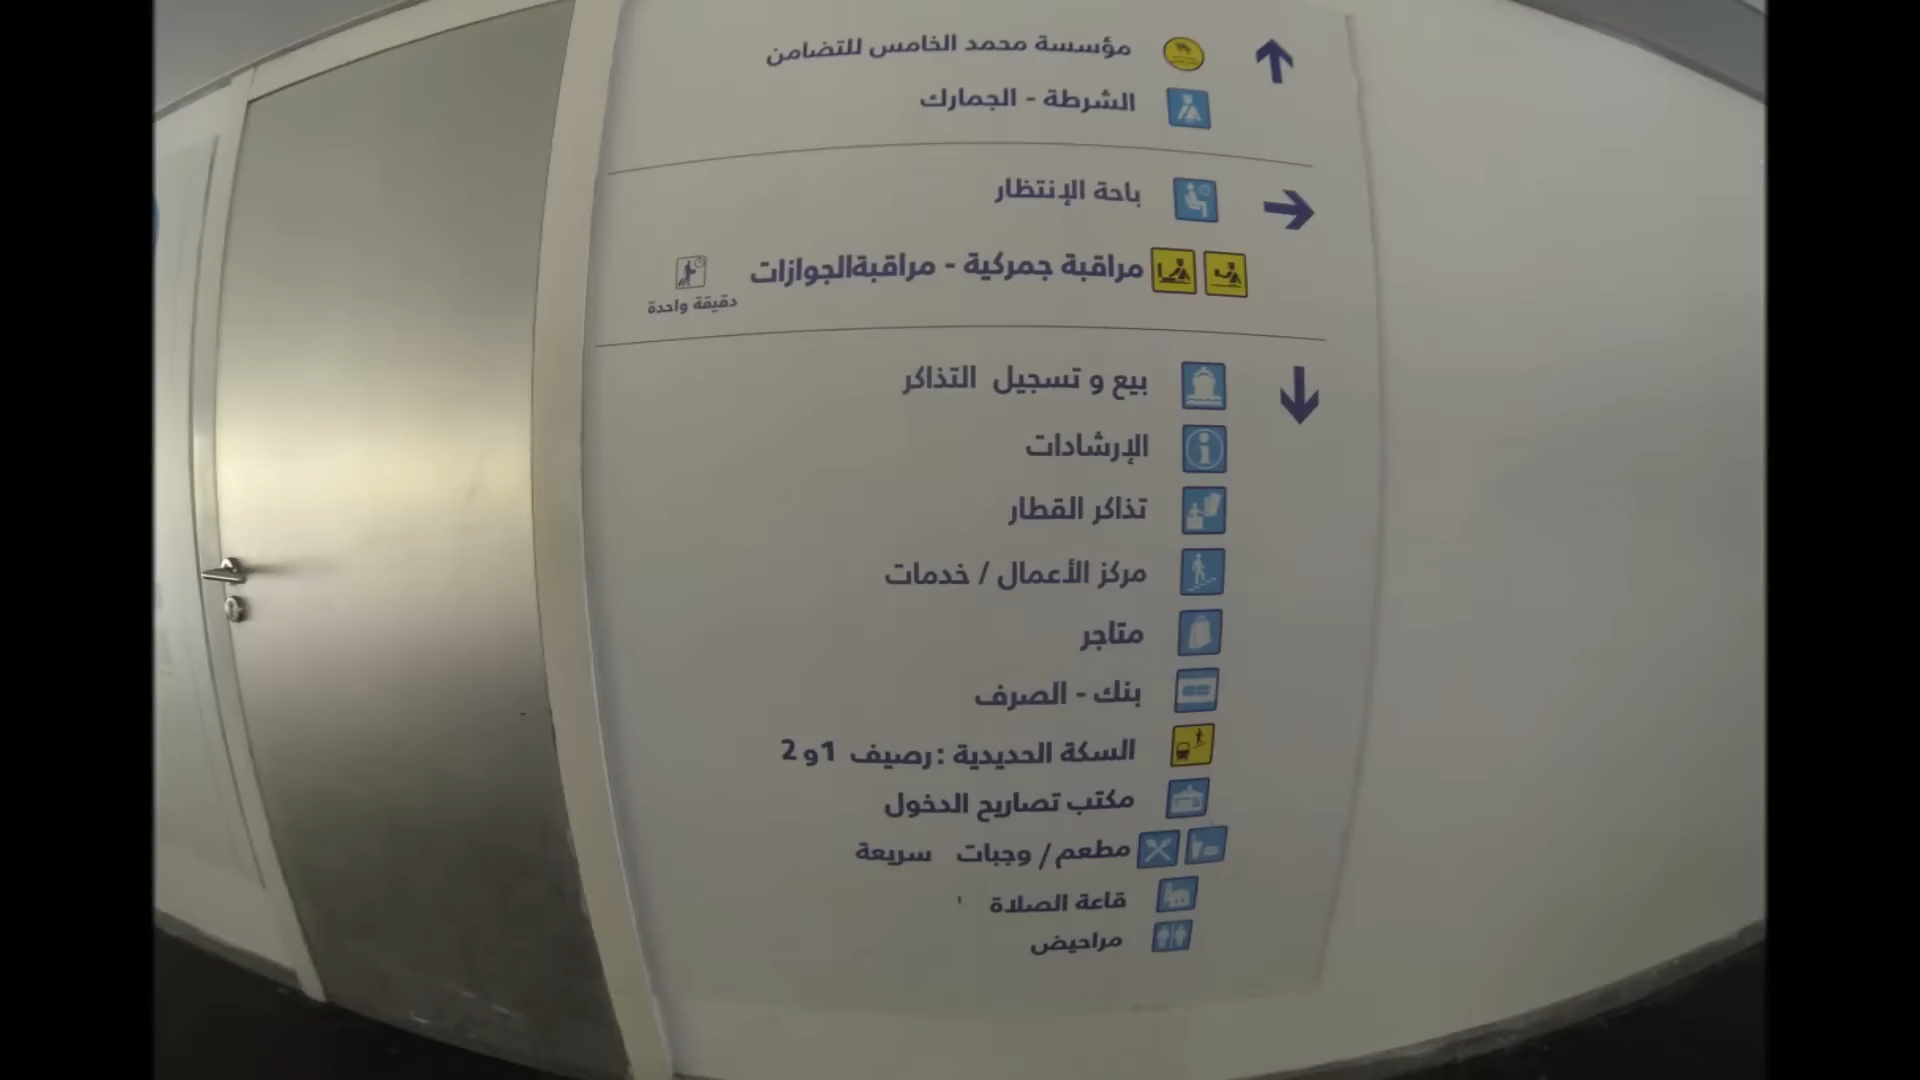 مؤسسة محمد الخامس للتضامن
الشرطة - الجمارك
باحة الإنتظار
مراقبة جمركية - مراقبةالجوازات
دقيقة واحدة
بيع و تسجيل التذاكر
الإرشادات
تذاكر القطار
مركز الأعمال / خدمات
متاجر
بنك - الصرف
السكة الحديدية : رصيف 1 و 2
مكتب تصاريح الدخول
مطعم / وجبات سريعة
قاعة الصلاة
مراحيض